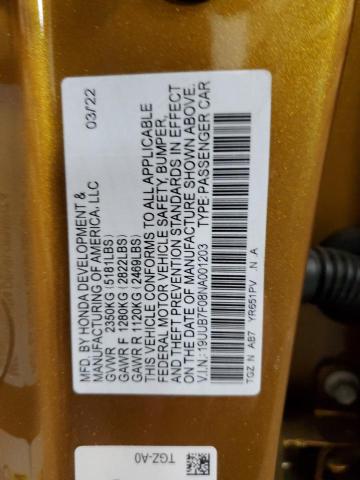 MFD. BY HONDA DEVELOPMENT & 03/22
MANUFACTURING OF AMERICA, LLC
GVWR 2350KG (5181LBS)
GAWR F 1280KG (2822LBS)
GAWR R 1120KG (2469LBS)
THIS VEHICLE CONFORMS TO ALL APPLICABLE
FEDERAL MOTOR VEHICLE SAFETY, BUMPER,
AND THEFT PREVENTION STANDARDS IN EFFECT
ON THE DATE OF MANUFACTURE SHOWN ABOVE.
V.I.N.:19UUB7F08NA001203 TYPE:PASSENGER CAR
TGZ N AB7 YR651PV .N .A
TGZ-A0